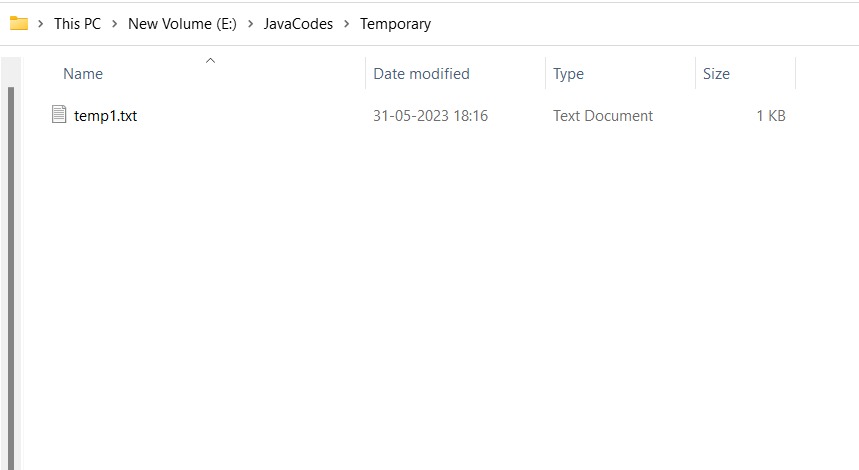 This PC > New Volume (E:) > JavaCodes > Temporary
Name Date modified Type Size
temp1.txt 31-05-2023 18:16 Text Document 1 KB